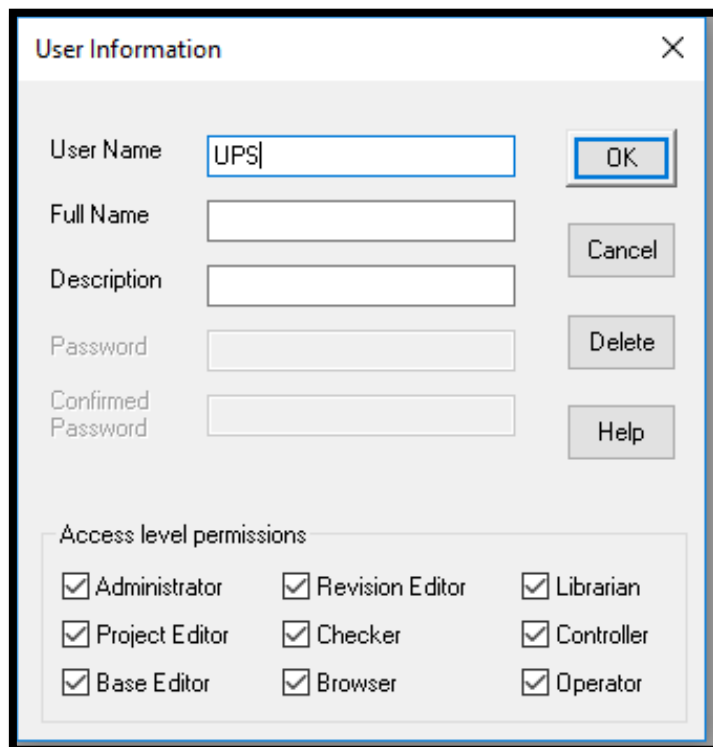 User Information
User Name UPS OK
Full Name
Cancel
Description
Password Delete
Confirmed
Password
Help
Access level permissions
Administrator Revision Editor Librarian
Project Editor Checker Controller
Base Editor Browser Operator